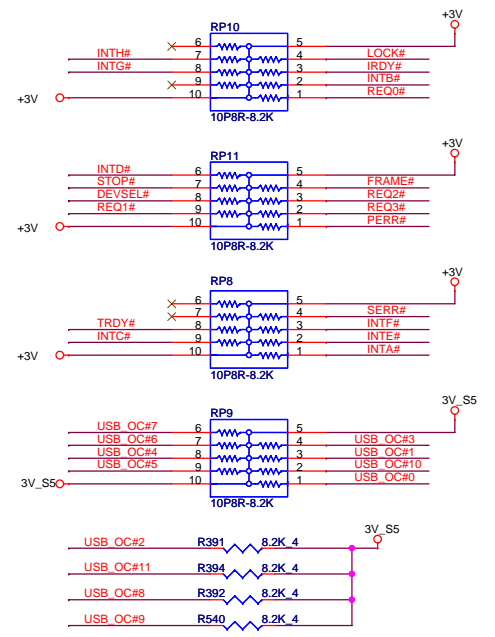 +3V
RP10
6 5
INTH# 7 4 LOCK#
INTG# 8 3 IRDY#
9 2 INTB#
+3V 10 1 REQ0#
10P8R-8.2K
+3V
RP11
INTD# 6 5
STOP# 7 4 FRAME#
DEVSEL# 8 3 REQ2#
REQ1# 9 2 REQ3#
+3V 10 1 PERR#
10P8R-8.2K
+3V
RP8
6 5
7 4 SERR#
TRDY# 8 3 INTF#
INTC# 9 2 INTE#
+3V 10 1 INTA#
10P8R-8.2K
3V_S5
RP9
USB_OC#7 6 5
USB_OC#6 7 4 USB_OC#3
USB_OC#4 8 3 USB_OC#1
USB_OC#5 9 2 USB_OC#10
3V_S5 10 1 USB_OC#0
10P8R-8.2K
3V_S5
USB_OC#2 R391 8.2K_4
USB_OC#11 R394 8.2K_4
USB_OC#8 R392 8.2K_4
USB_OC#9 R540 8.2K_4